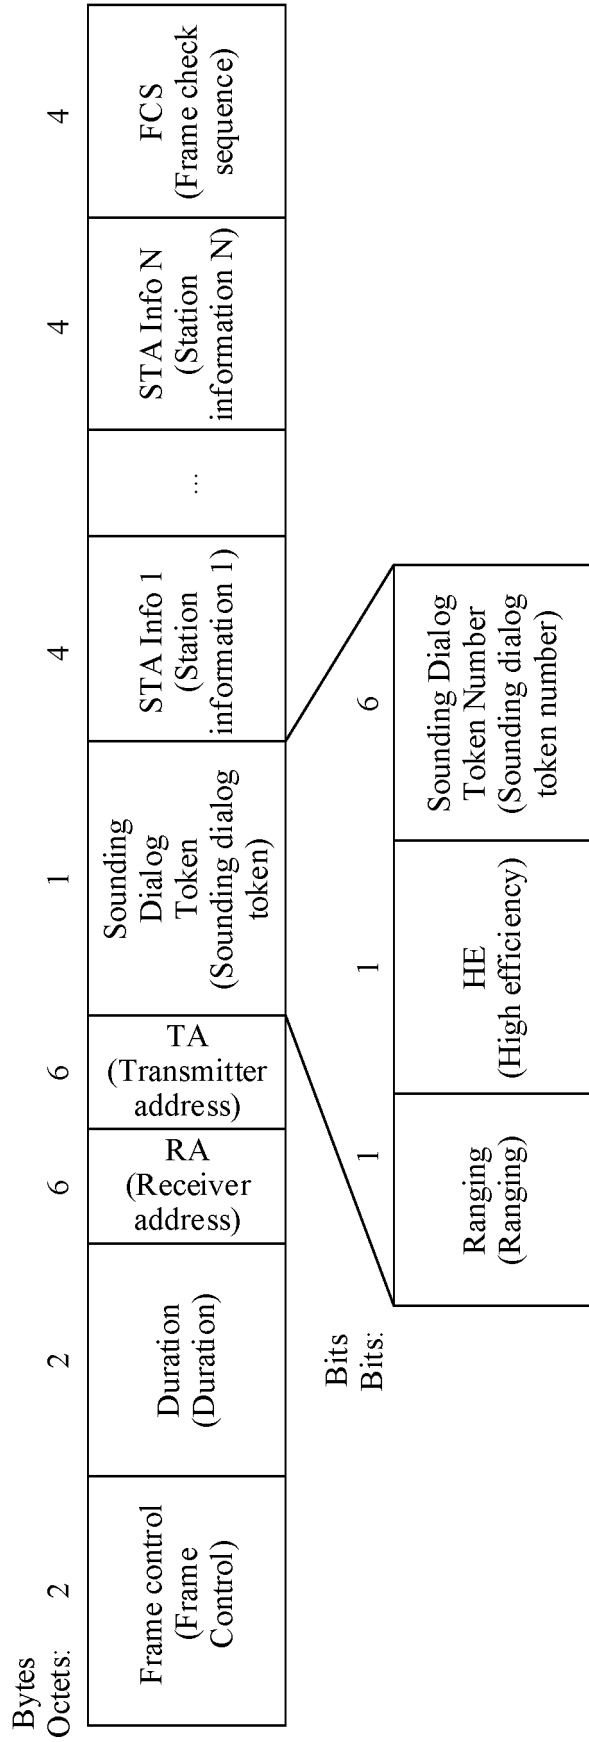 Bytes
Octets:
2
2
6
6
1
4
4
4
Frame control
(Frame
Control)
Duration
(Duration)
RA
(Receiver
address)
TA
(Transmitter
address)
Sounding
Dialog
Token
(Sounding dialog
token)
STA Info 1
(Station
information 1)
...
STA Info N
(Station
information N)
FCS
(Frame check
sequence)
Bits
Bits:
1
1
6
Ranging
(Ranging)
HE
(High efficiency)
Sounding Dialog
Token Number
(Sounding dialog
token number)